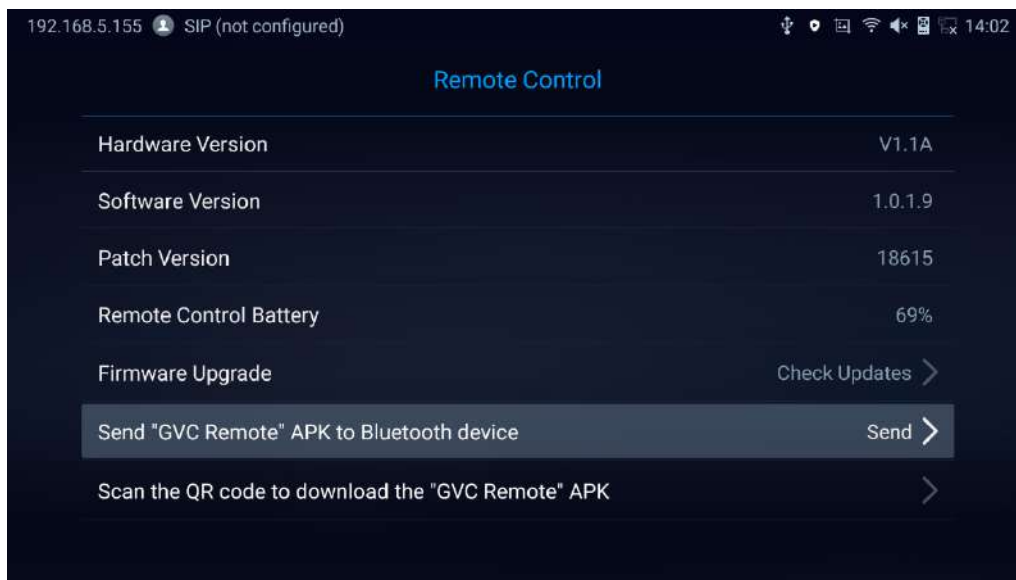 192.168.5.155 SIP (not configured) 14:02
Remote Control
Hardware Version V1.1A
Software Version 1.0.1.9
Patch Version 18615
Remote Control Battery 69%
Firmware Upgrade Check Updates
Send "GVC Remote" APK to Bluetooth device Send
Scan the QR code to download the "GVC Remote" APK